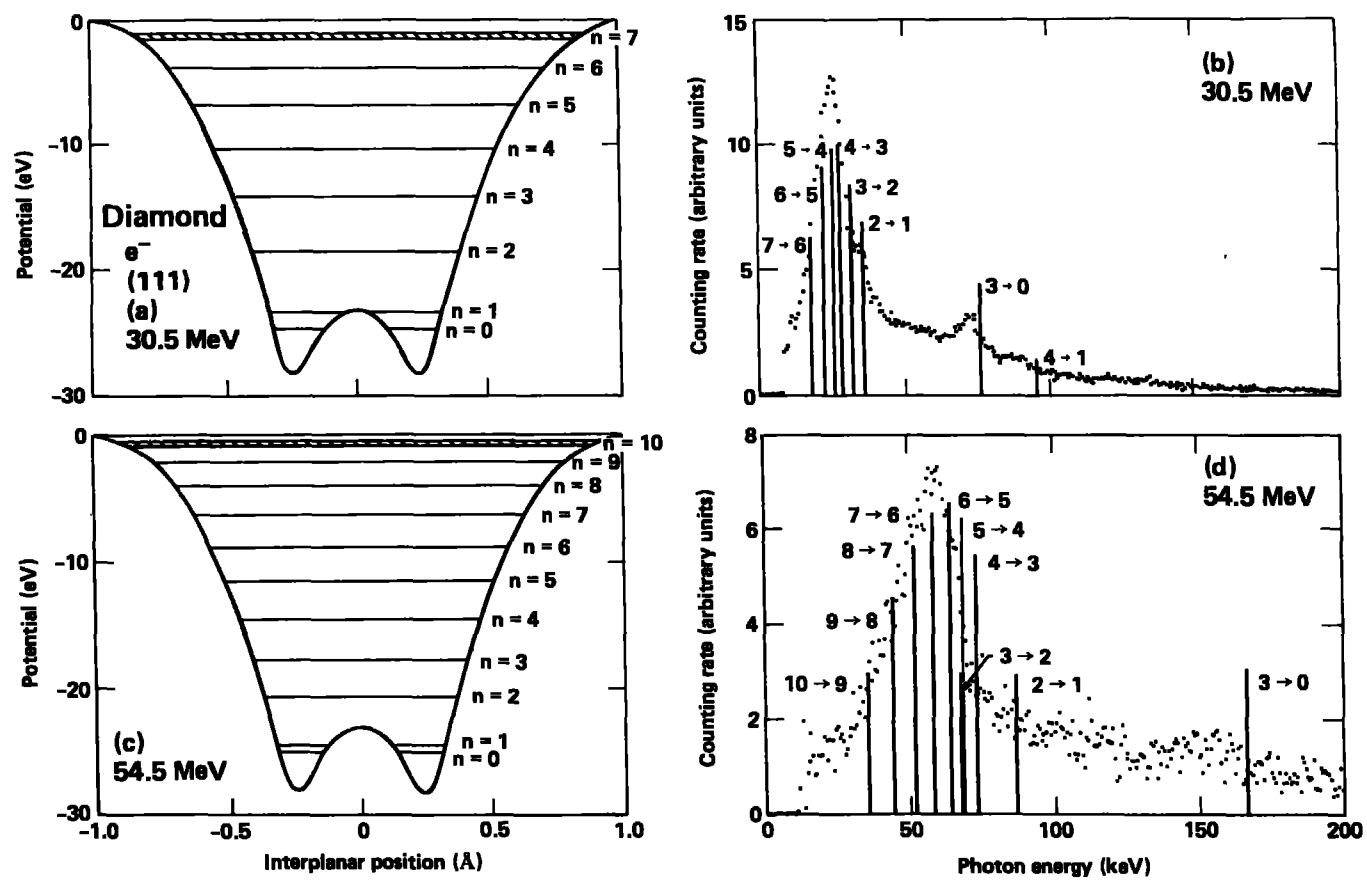 0
−10
−20
−30
Potential (eV)
Diamond
e⁻
(111)
(a)
30.5 MeV
n = 7
n = 6
n = 5
n = 4
n = 3
n = 2
n = 1
n = 0
15
10
5
0
Counting rate (arbitrary units)
(b)
30.5 MeV
5 → 4
4 → 3
6 → 5
3 → 2
2 → 1
7 → 6
3 → 0
4 → 1
0
−10
−20
−30
Potential (eV)
(c)
54.5 MeV
n = 10
n = 9
n = 8
n = 7
n = 6
n = 5
n = 4
n = 3
n = 2
n = 1
n = 0
−1.0
−0.5
0
0.5
1.0
Interplanar position (Å)
8
6
4
2
0
Counting rate (arbitrary units)
(d)
54.5 MeV
6 → 5
7 → 6
5 → 4
8 → 7
4 → 3
9 → 8
3 → 2
10 → 9
2 → 1
3 → 0
0
50
100
150
200
Photon energy (keV)